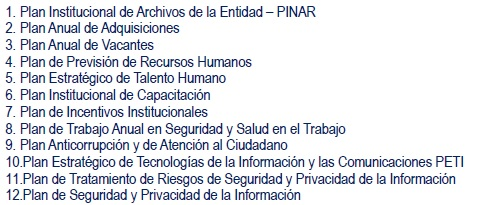 1. Plan Institucional de Archivos de la Entidad – PINAR
2. Plan Anual de Adquisiciones
3. Plan Anual de Vacantes
4. Plan de Previsión de Recursos Humanos
5. Plan Estratégico de Talento Humano
6. Plan Institucional de Capacitación
7. Plan de Incentivos Institucionales
8. Plan de Trabajo Anual en Seguridad y Salud en el Trabajo
9. Plan Anticorrupción y de Atención al Ciudadano
10.Plan Estratégico de Tecnologías de la Información y las Comunicaciones PETI
11.Plan de Tratamiento de Riesgos de Seguridad y Privacidad de la Información
12.Plan de Seguridad y Privacidad de la Información